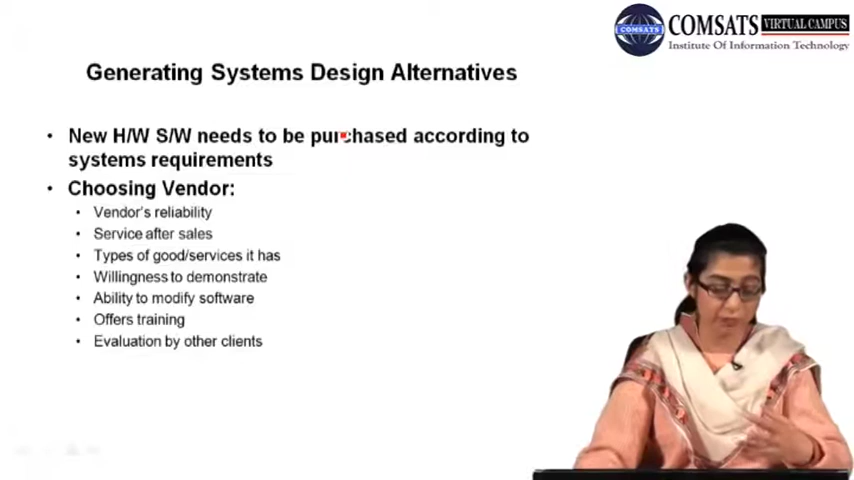 COMSATS VIRTUAL CAMPUS
COMSATS
Institute Of Information Technology
Generating Systems Design Alternatives
• New H/W S/W needs to be purchased according to
systems requirements
• Choosing Vendor:
• Vendor's reliability
• Service after sales
• Types of good/services it has
• Willingness to demonstrate
• Ability to modify software
• Offers training
• Evaluation by other clients